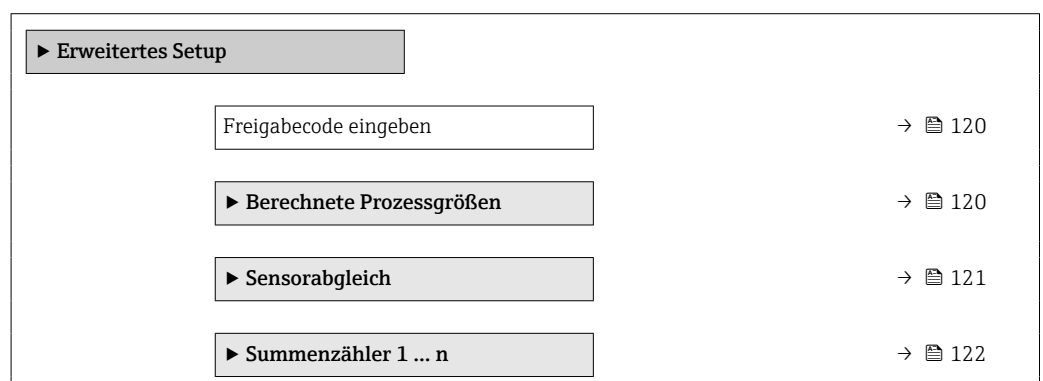 ▶ Erweitertes Setup
Freigabecode eingeben → 120
▶ Berechnete Prozessgrößen → 120
▶ Sensorabgleich → 121
▶ Summenzähler 1 … n → 122